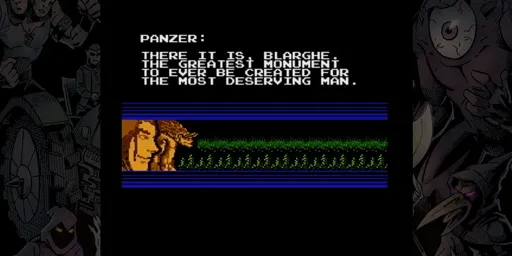 PANZER:
THERE IT IS, BLARGHE.
THE GREATEST MONUMENT
TO EVER BE CREATED FOR
THE MOST DESERVING MAN.